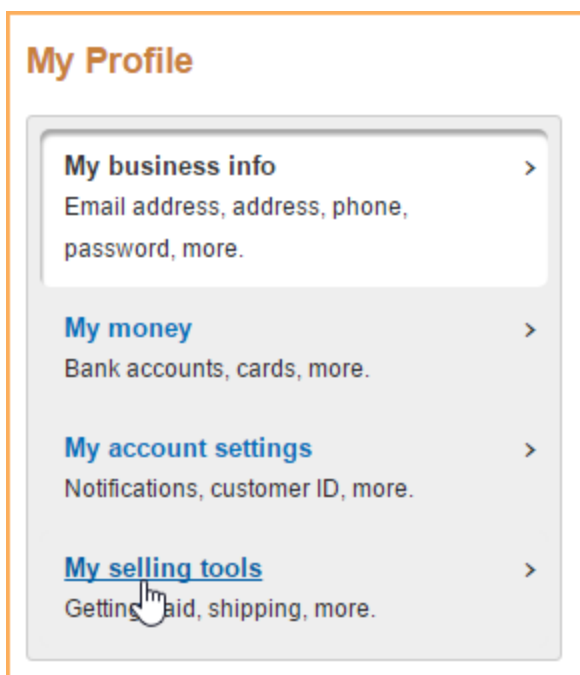 My Profile
My business info
Email address, address, phone,
password, more.
My money
Bank accounts, cards, more.
My account settings
Notifications, customer ID, more.
My selling tools
Getting aid, shipping, more.